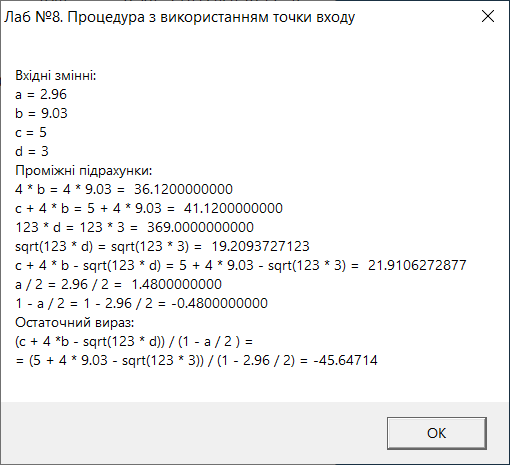 Лаб №8. Процедура з використанням точки входу
Вхідні змінні:
a = 2.96
b = 9.03
c = 5
d = 3
Проміжні підрахунки:
4 * b = 4 * 9.03 =  36.1200000000
c + 4 * b = 5 + 4 * 9.03 =  41.1200000000
123 * d = 123 * 3 =  369.0000000000
sqrt(123 * d) = sqrt(123 * 3) =  19.2093727123
c + 4 * b - sqrt(123 * d) = 5 + 4 * 9.03 - sqrt(123 * 3) =  21.9106272877
a / 2 = 2.96 / 2 =  1.4800000000
1 - a / 2 = 1 - 2.96 / 2 = -0.4800000000
Остаточний вираз:
(c + 4 *b - sqrt(123 * d)) / (1 - a / 2 ) =
= (5 + 4 * 9.03 - sqrt(123 * 3)) / (1 - 2.96 / 2) = -45.64714
OK